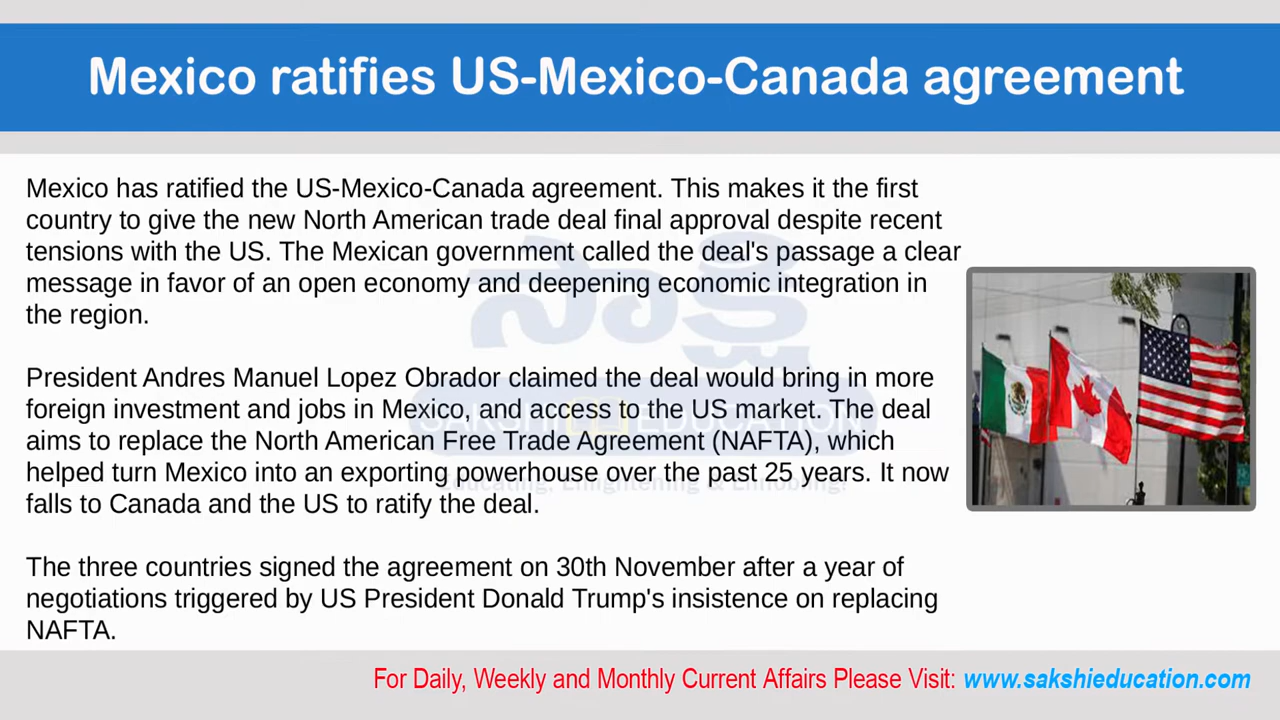 Mexico ratifies US-Mexico-Canada agreement
Mexico has ratified the US-Mexico-Canada agreement. This makes it the first
country to give the new North American trade deal final approval despite recent
tensions with the US. The Mexican government called the deal's passage a clear
message in favor of an open economy and deepening economic integration in
the region.
President Andres Manuel Lopez Obrador claimed the deal would bring in more
foreign investment and jobs in Mexico, and access to the US market. The deal
aims to replace the North American Free Trade Agreement (NAFTA), which
helped turn Mexico into an exporting powerhouse over the past 25 years. It now
falls to Canada and the US to ratify the deal.
The three countries signed the agreement on 30th November after a year of
negotiations triggered by US President Donald Trump's insistence on replacing
NAFTA.
సాక్షి
SAKSHI EDUCATION
Educating, Enlightening & Ennobling!
For Daily, Weekly and Monthly Current Affairs Please Visit: www.sakshieducation.com